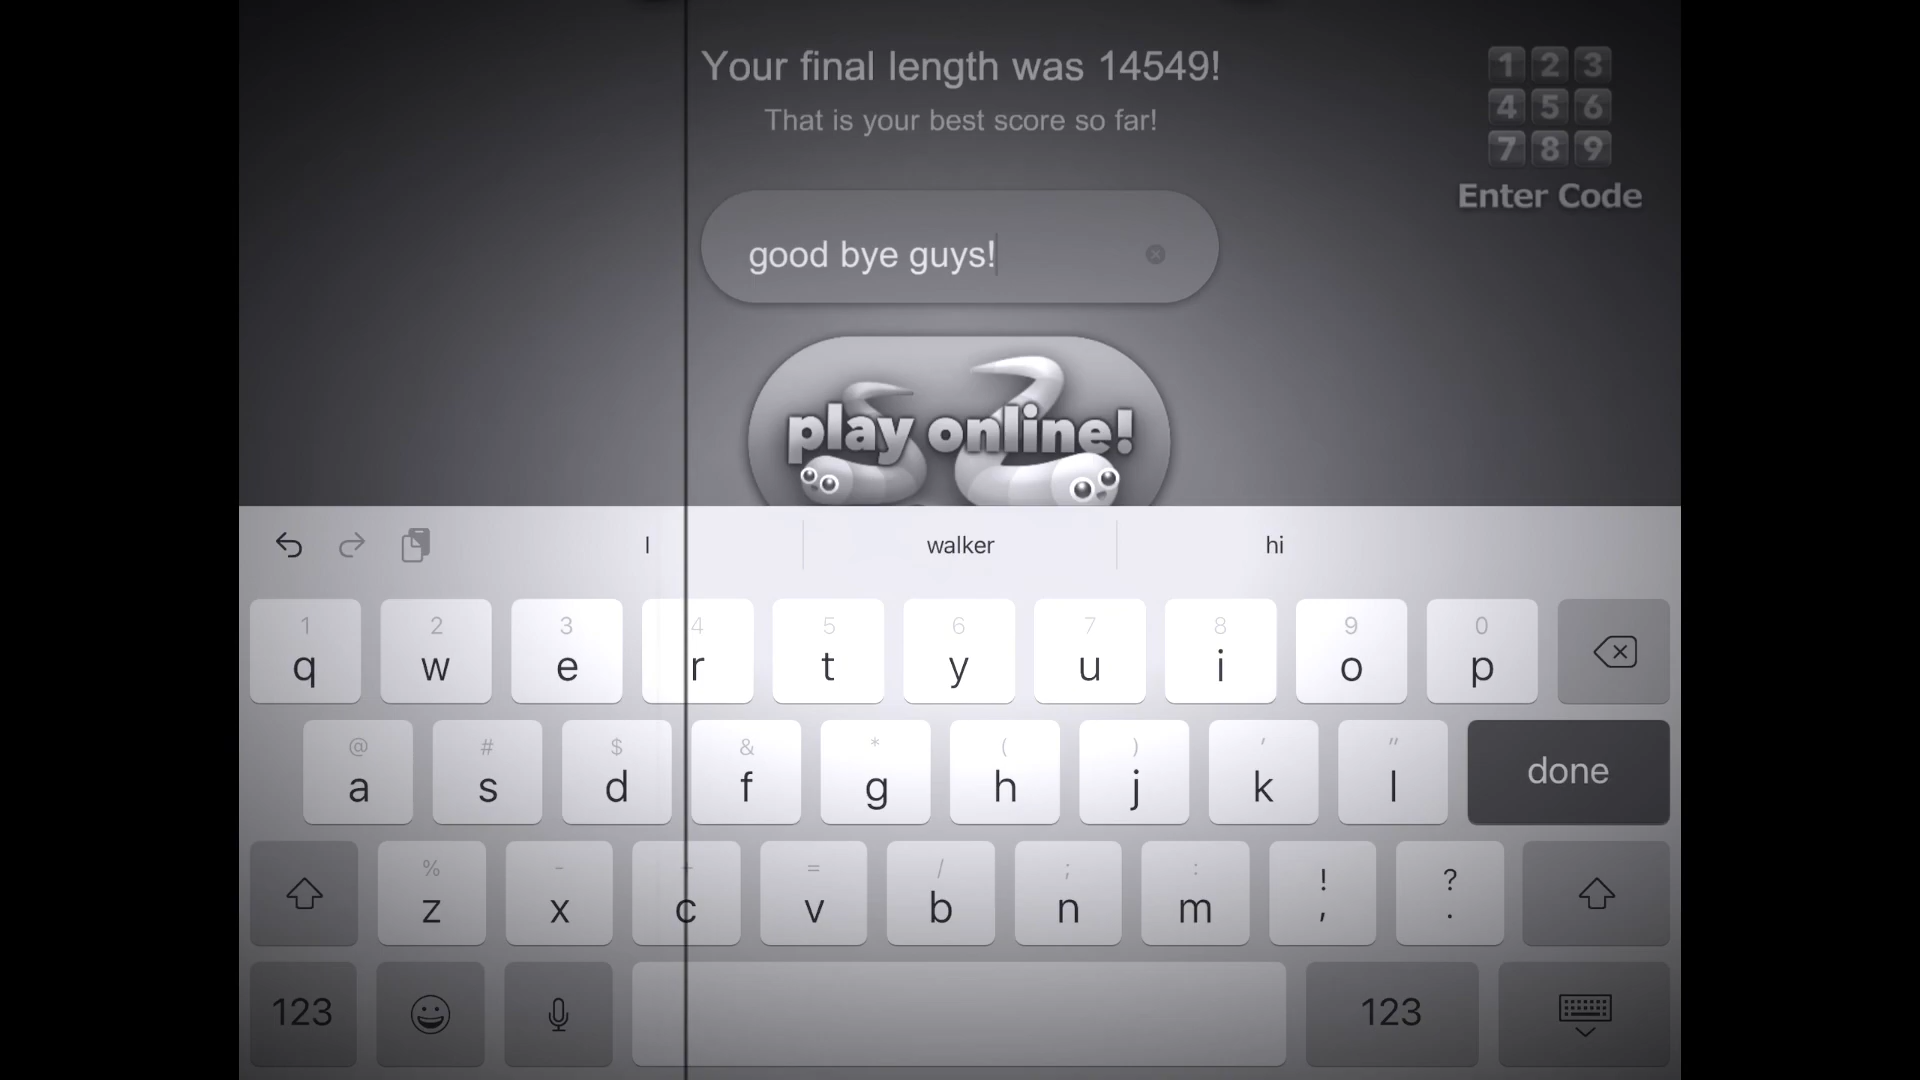 Your final length was 14549!
That is your best score so far!
1 2 3
4 5 6
7 8 9
Enter Code
good bye guys!
play online!
I walker hi
1 2 3 4 5 6 7 8 9 0
q w e r t y u i o p
@ # $ & * ( ) ' "
a s d f g h j k l done
% - + = / ; : ! ?
z x c v b n m , .
123 123